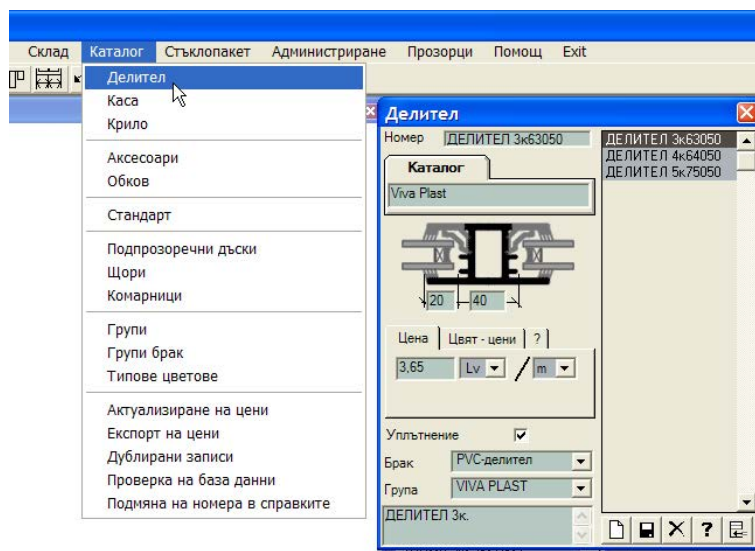 Склад Каталог Стъклопакет Администриране Прозорци Помощ Exit
Делител
Каса
Крило
Аксесоари
Обков
Стандарт
Подпрозоречни дъски
Щори
Комарници
Групи
Групи брак
Типове цветове
Актуализиране на цени
Експорт на цени
Дублирани записи
Проверка на база данни
Подмяна на номера в справките
Делител
Номер ДЕЛИТЕЛ 3к63050
Каталог
Viva Plast
20 40
Цена Цвят - цени ?
3,65 Lv / m
Уплътнение
Брак PVC-делител
Група VIVA PLAST
ДЕЛИТЕЛ 3к.
ДЕЛИТЕЛ 3к63050
ДЕЛИТЕЛ 4к64050
ДЕЛИТЕЛ 5к75050
?